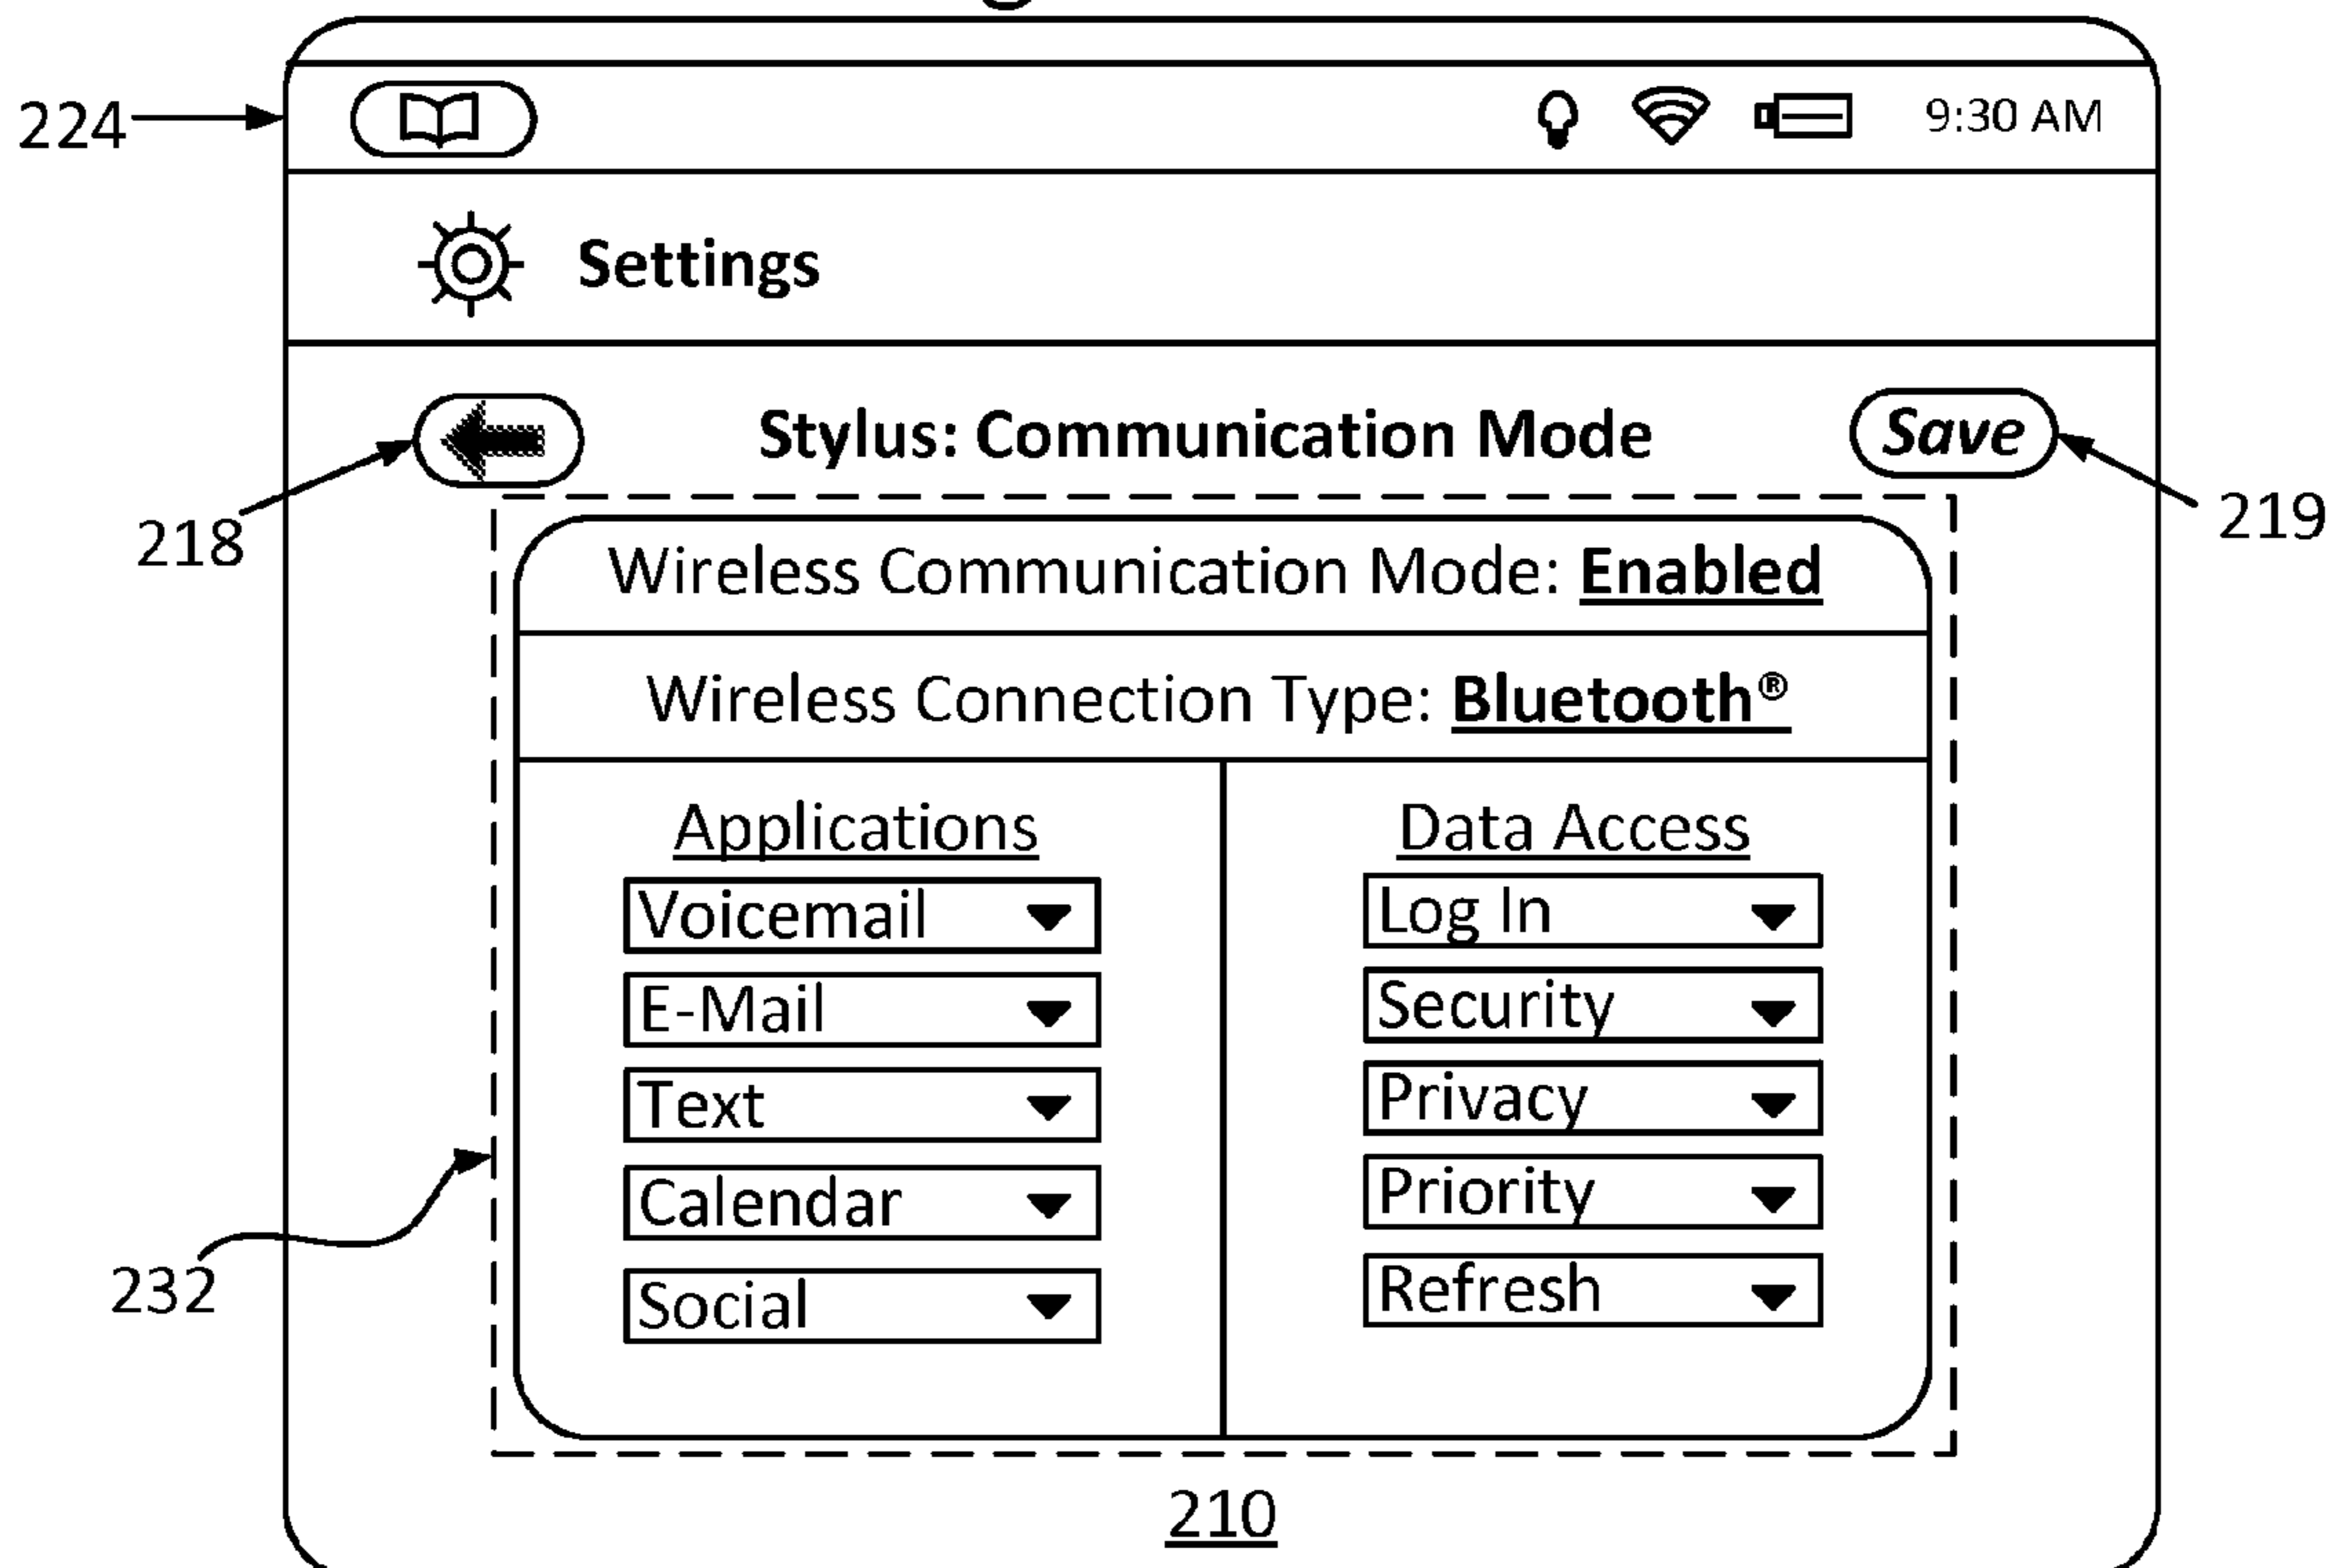 224
9:30 AM
Settings
Stylus: Communication Mode
Save
218
219
Wireless Communication Mode: Enabled
Wireless Connection Type: Bluetooth®
Applications
Voicemail
E-Mail
Text
Calendar
Social
Data Access
Log In
Security
Privacy
Priority
Refresh
232
210